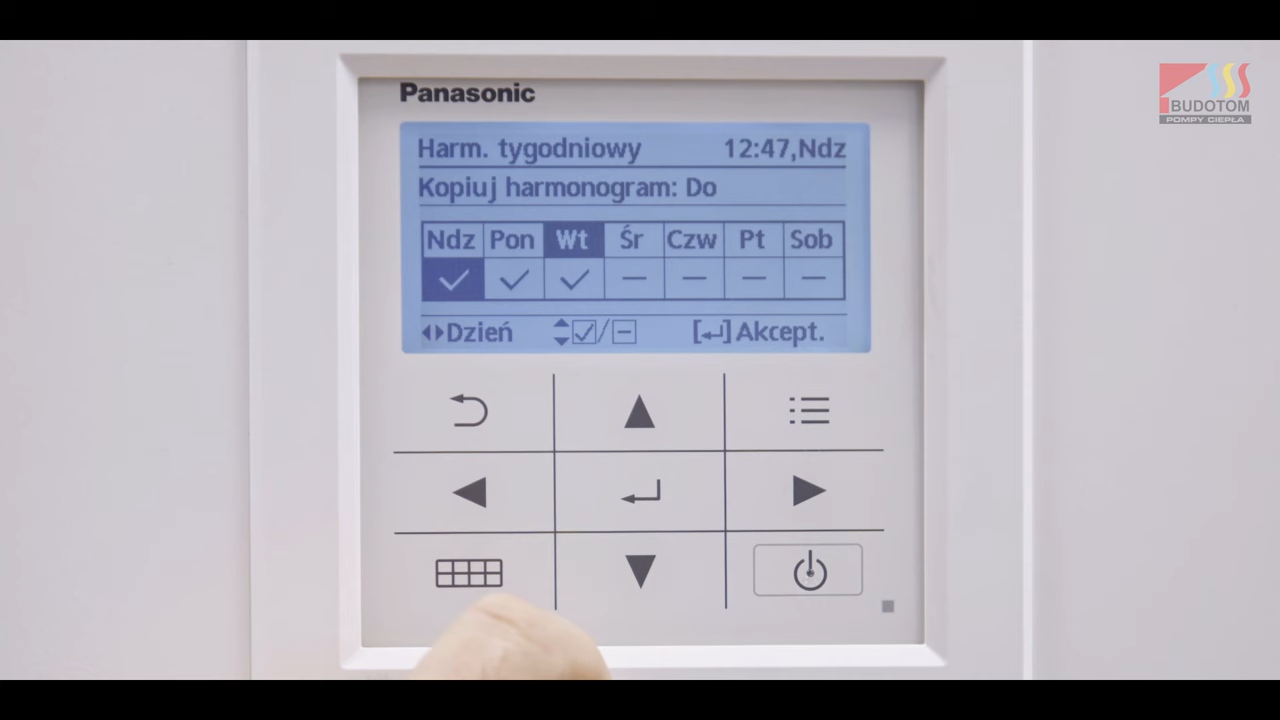 Panasonic
BUDOTOM
POMPY CIEPŁA
Harm. tygodniowy 12:47,Ndz
Kopiuj harmonogram: Do
Ndz Pon Wt Śr Czw Pt Sob
Dzień / Akcept.